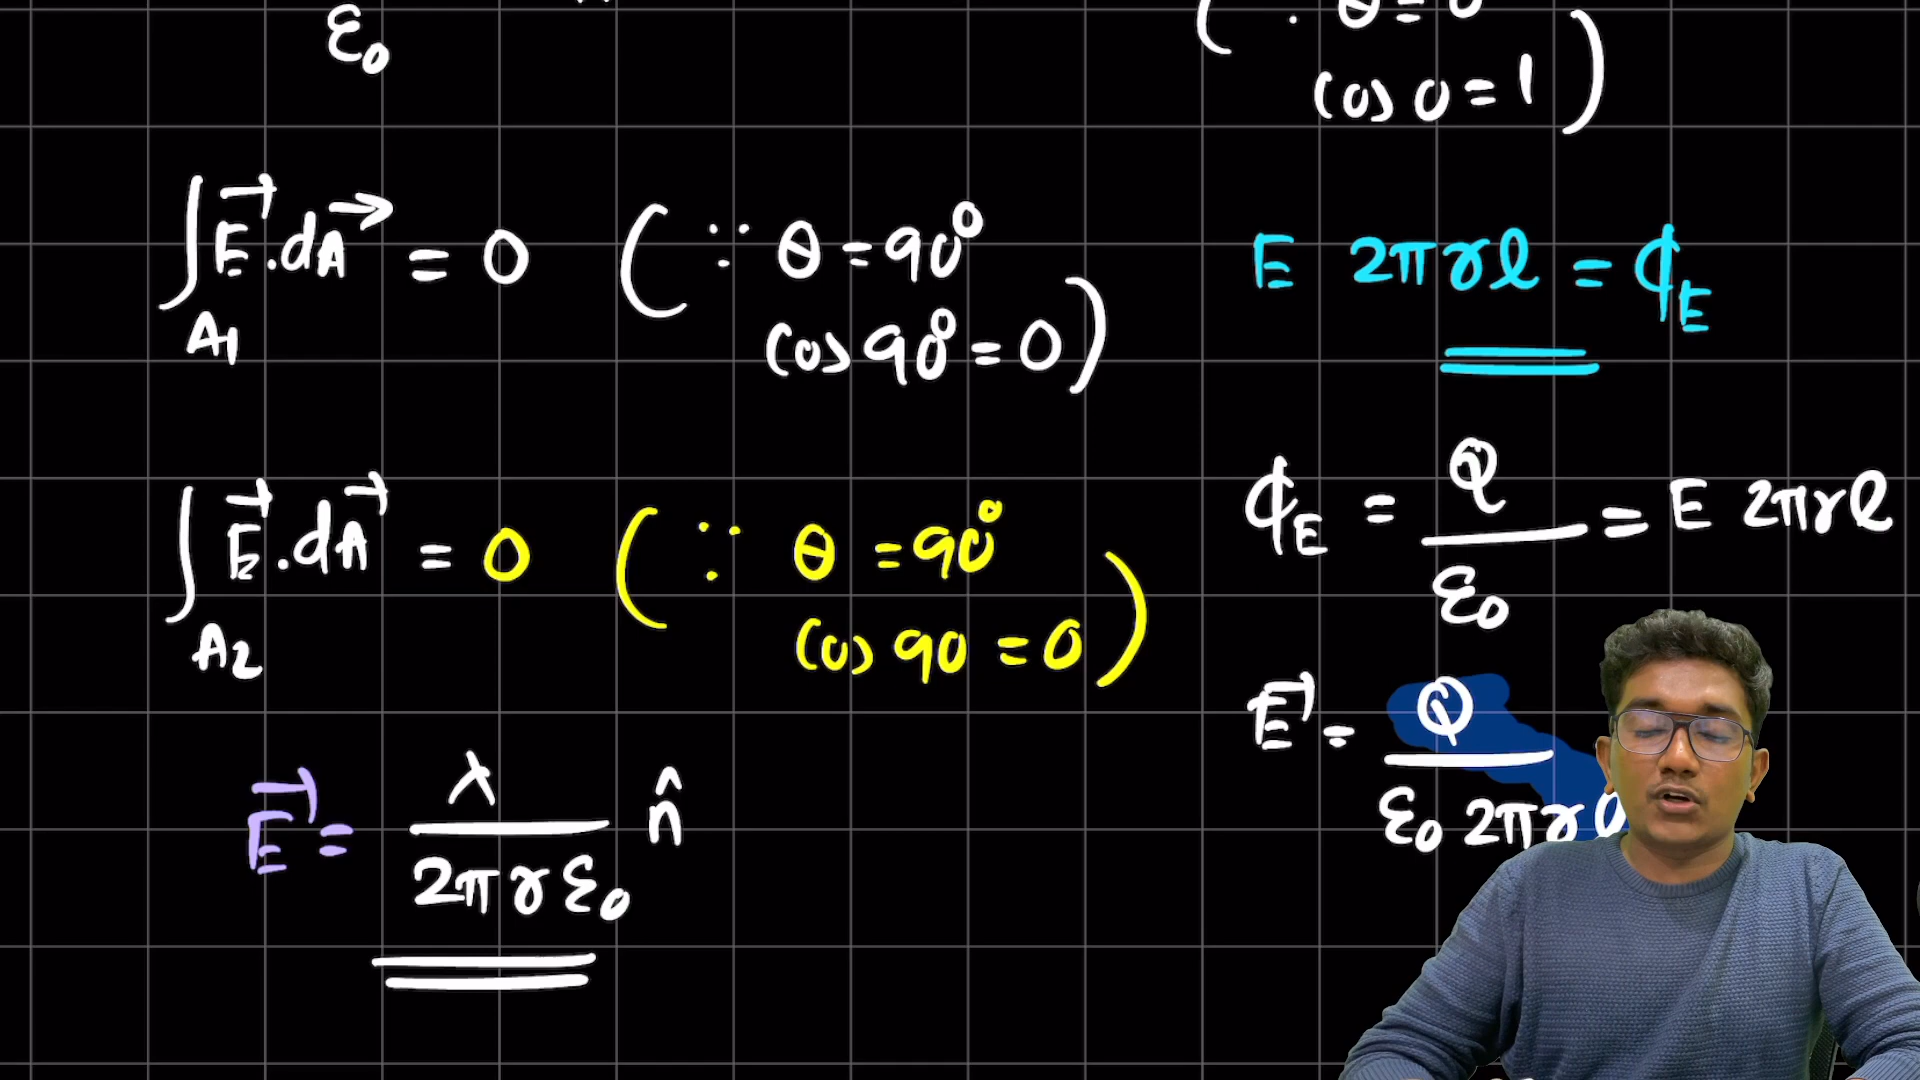 ε₀
(∵ θ = 0
cos 0 = 1)
∫ E⃗ . dA⃗ = 0 (∵ θ = 90°
A1
cos 90° = 0)
∫ E⃗ . dA⃗ = 0 (∵ θ = 90°
A2
cos 90 = 0)
E⃗ = λ / 2πrε₀ n̂
E 2πrl = ϕ_E
ϕ_E = Q / ε₀ = E 2πrl
E⃗ = Q / ε₀ 2πr